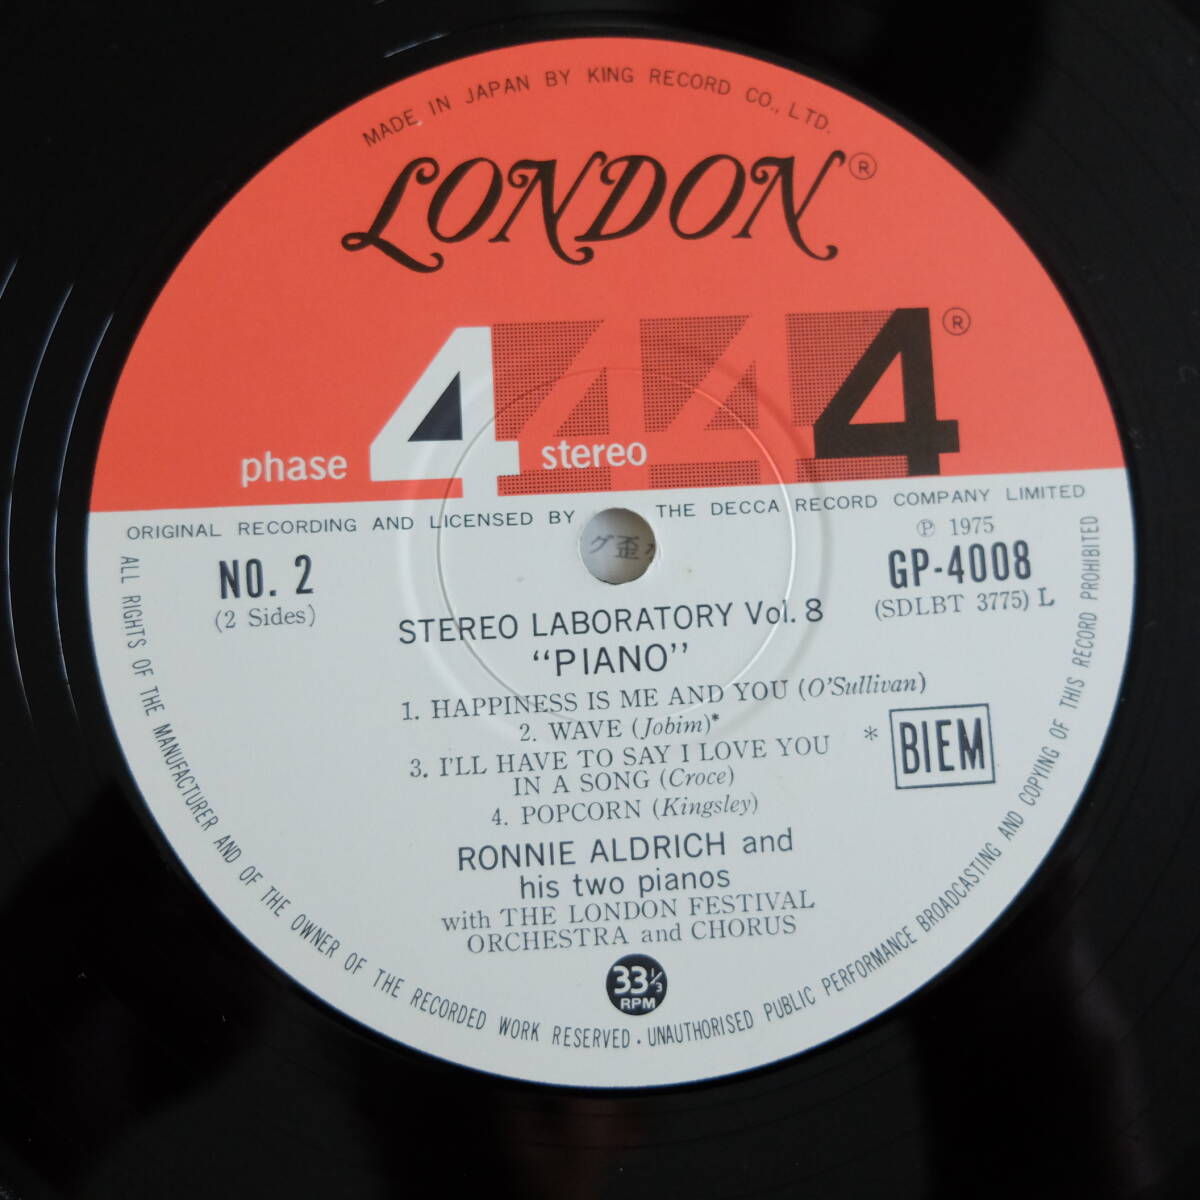 MADE IN JAPAN BY KING RECORD CO., LTD.
LONDON®
phase 4 stereo 4®
ORIGINAL RECORDING AND LICENSED BY THE DECCA RECORD COMPANY LIMITED
℗ 1975
NO. 2
(2 Sides)
GP-4008
(SDLBT 3775) L
グ歪
STEREO LABORATORY Vol. 8
“PIANO”
1. HAPPINESS IS ME AND YOU (O'Sullivan)
2. WAVE (Jobim)*
3. I'LL HAVE TO SAY I LOVE YOU
IN A SONG (Croce)
4. POPCORN (Kingsley)
* BIEM
RONNIE ALDRICH and
his two pianos
with THE LONDON FESTIVAL
ORCHESTRA and CHORUS
33⅓
RPM
ALL RIGHTS OF THE MANUFACTURER AND OF THE OWNER OF THE RECORDED WORK RESERVED. UNAUTHORISED PUBLIC PERFORMANCE BROADCASTING AND COPYING OF THIS RECORD PROHIBITED